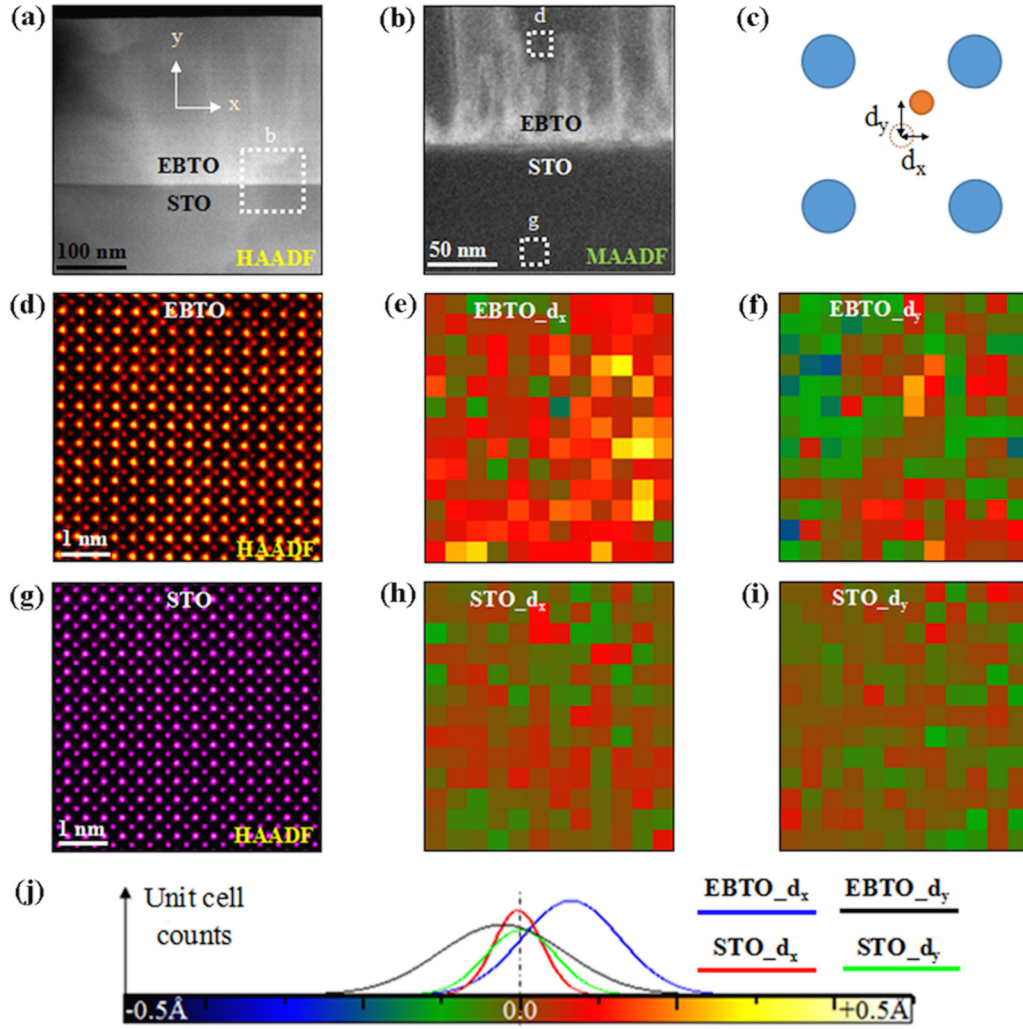 (a)
y
x
b
EBTO
STO
100 nm
HAADF
(b)
d
EBTO
STO
g
50 nm
MAADF
(c)
dy
dx
(d)
EBTO
1 nm
HAADF
(e)
EBTO_dx
(f)
EBTO_dy
(g)
STO
1 nm
HAADF
(h)
STO_dx
(i)
STO_dy
(j)
Unit cell
counts
EBTO_dx
EBTO_dy
STO_dx
STO_dy
-0.5Å
0.0
+0.5Å